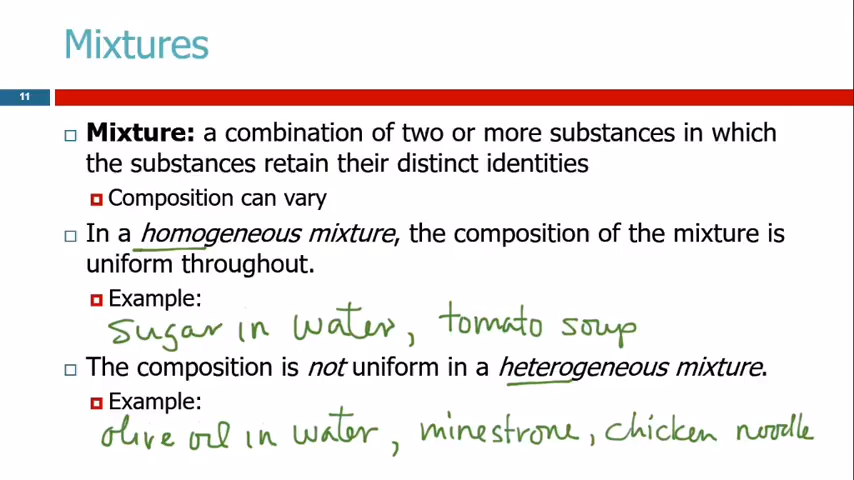 Mixtures
11
Mixture: a combination of two or more substances in which
the substances retain their distinct identities
Composition can vary
In a homogeneous mixture, the composition of the mixture is
uniform throughout.
Example:
sugar in water, tomato soup
The composition is not uniform in a heterogeneous mixture.
Example:
olive oil in water, minestrone, chicken noodle